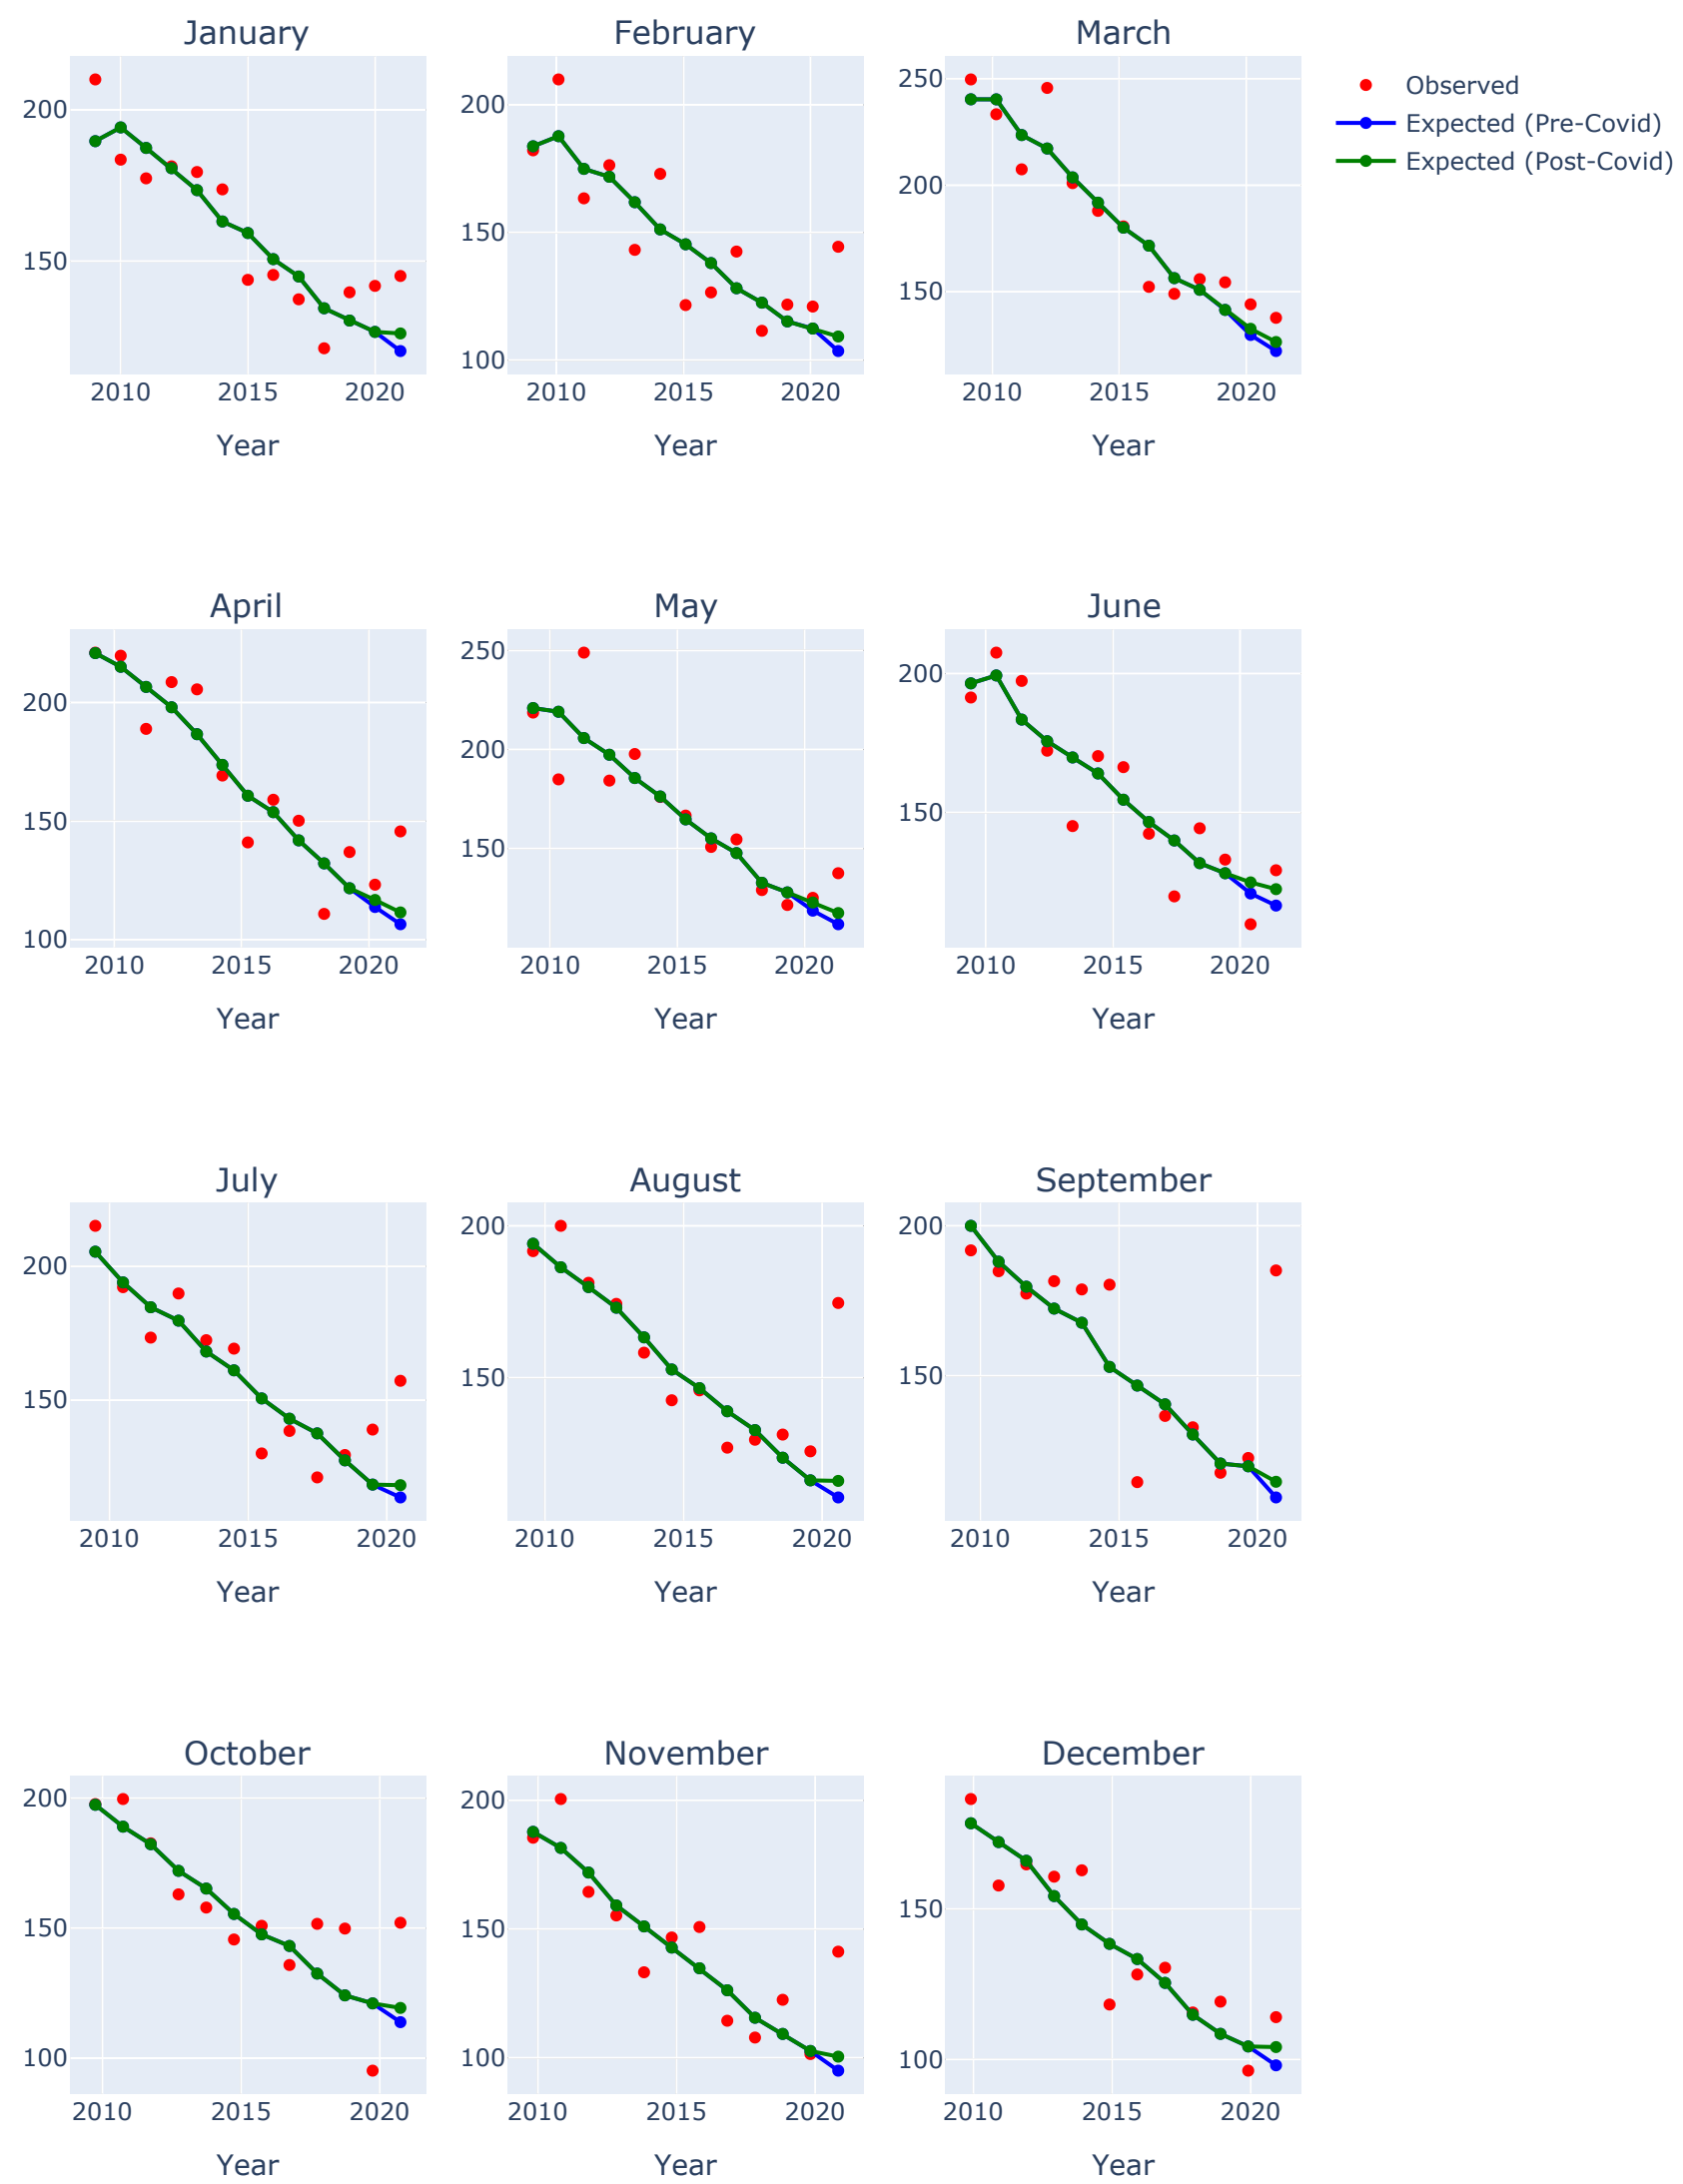 January
February
March
200
150
2010
2015
2020
Year
200
150
100
2010
2015
2020
Year
250
200
150
2010
2015
2020
Year
Observed
Expected (Pre-Covid)
Expected (Post-Covid)
April
May
June
200
150
100
2010
2015
2020
Year
250
200
150
2010
2015
2020
Year
200
150
2010
2015
2020
Year
July
August
September
200
150
2010
2015
2020
Year
200
150
2010
2015
2020
Year
200
150
2010
2015
2020
Year
October
November
December
200
150
100
2010
2015
2020
Year
200
150
100
2010
2015
2020
Year
150
100
2010
2015
2020
Year